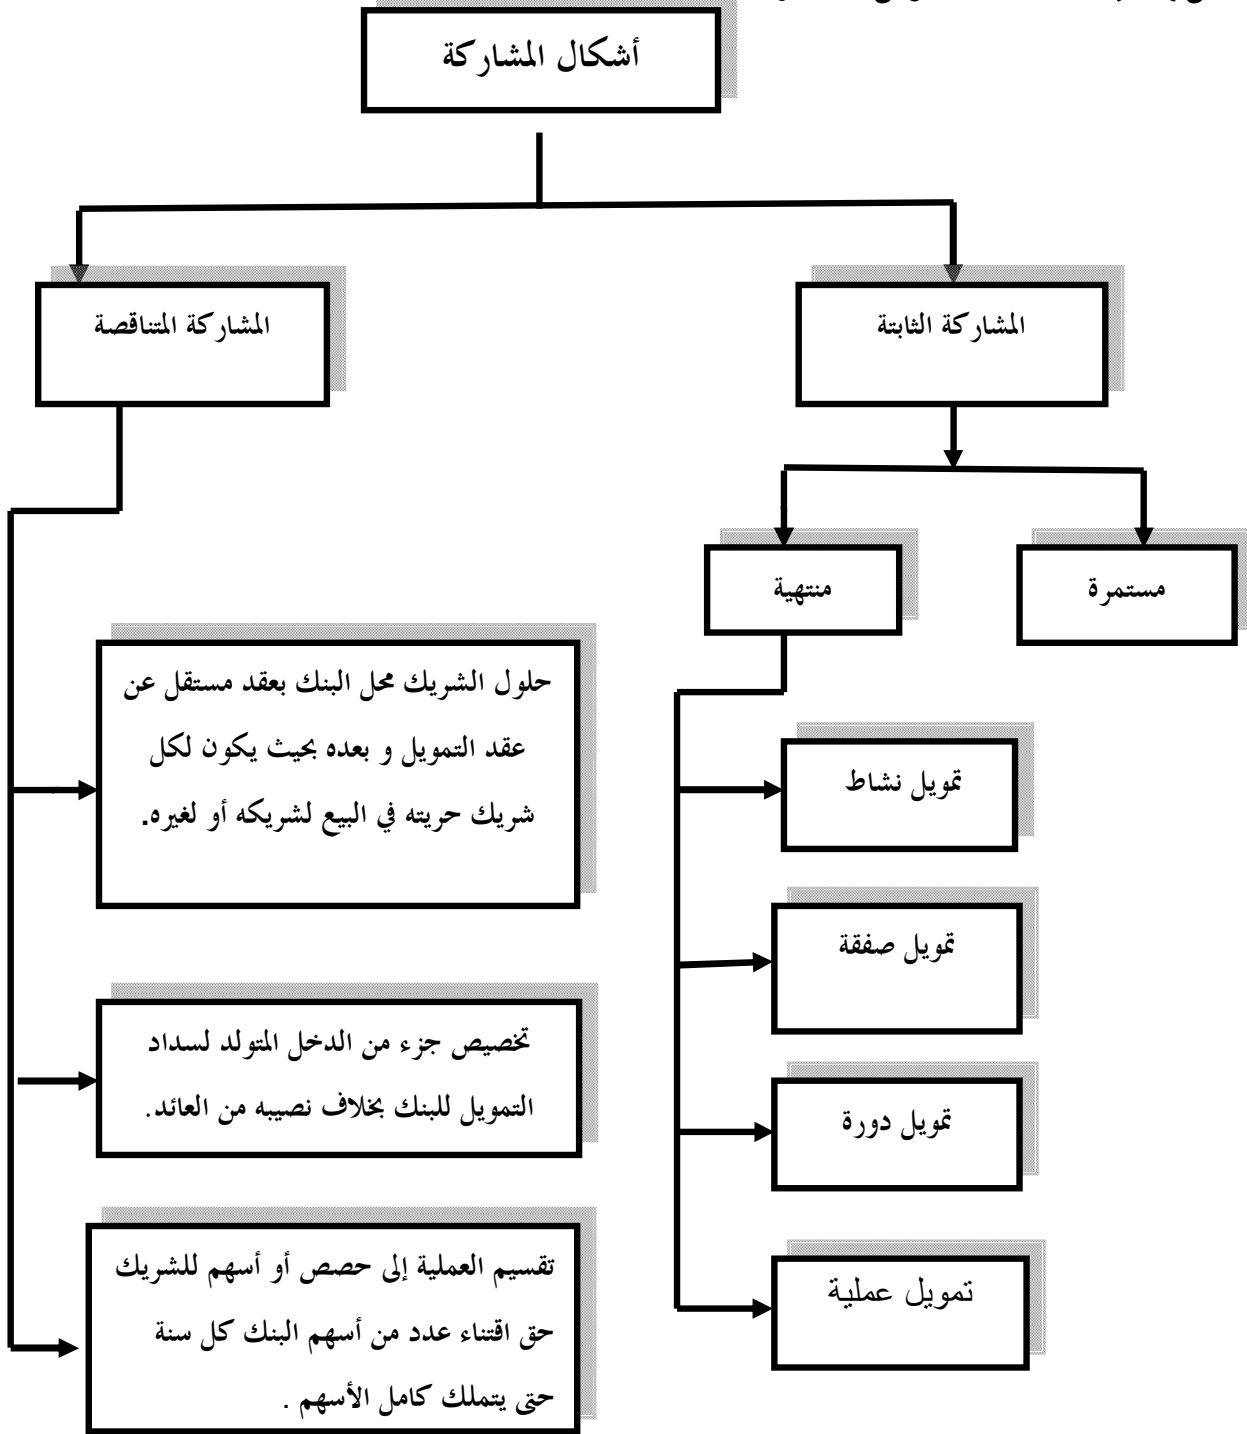 أشكال المشاركة
المشاركة الثابتة
المشاركة المتناقصة
مستمرة
منتهية
تمويل نشاط
تمويل صفقة
تمويل دورة
تمويل عملية
حلول الشريك محل البنك بعقد مستقل عن
عقد التمويل و بعده بحيث يكون لكل
شريك حريته في البيع لشريكه أو لغيره.
تخصيص جزء من الدخل المتولد لسداد
التمويل للبنك بخلاف نصيبه من العائد.
تقسيم العملية إلى حصص أو أسهم للشريك
حق اقتناء عدد من أسهم البنك كل سنة
حتى يتملك كامل الأسهم .